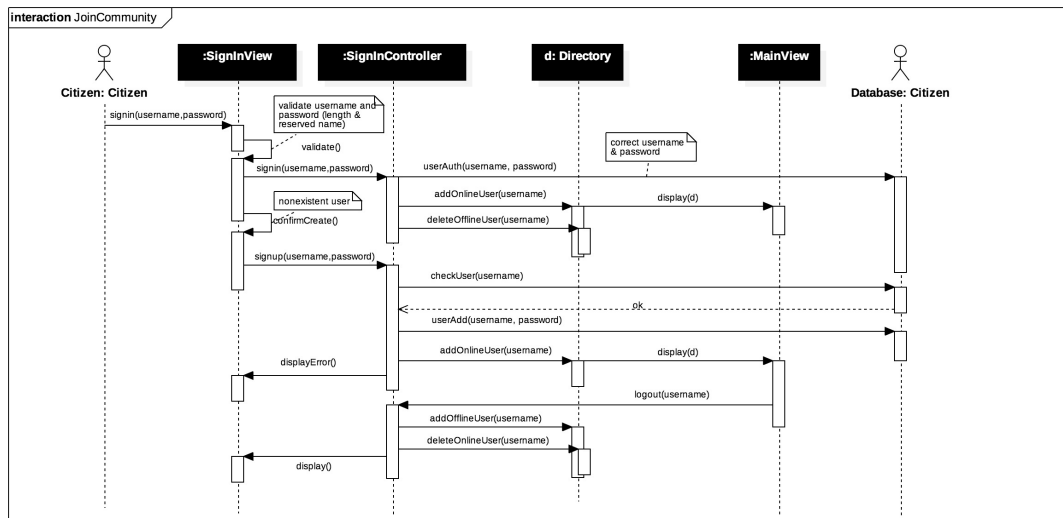 interaction JoinCommunity
:SignInView
:SignInController
d: Directory
:MainView
Citizen: Citizen
Database: Citizen
signin(username,password)
validate username and
password (length &
reserved name)
validate()
correct username
& password
signin(username,password)
userAuth(username, password)
addOnlineUser(username)
display(d)
nonexistent user
deleteOfflineUser(username)
confirmCreate()
signup(username,password)
checkUser(username)
ok
userAdd(username, password)
addOnlineUser(username)
display(d)
displayError()
logout(username)
addOfflineUser(username)
deleteOnlineUser(username)
display()